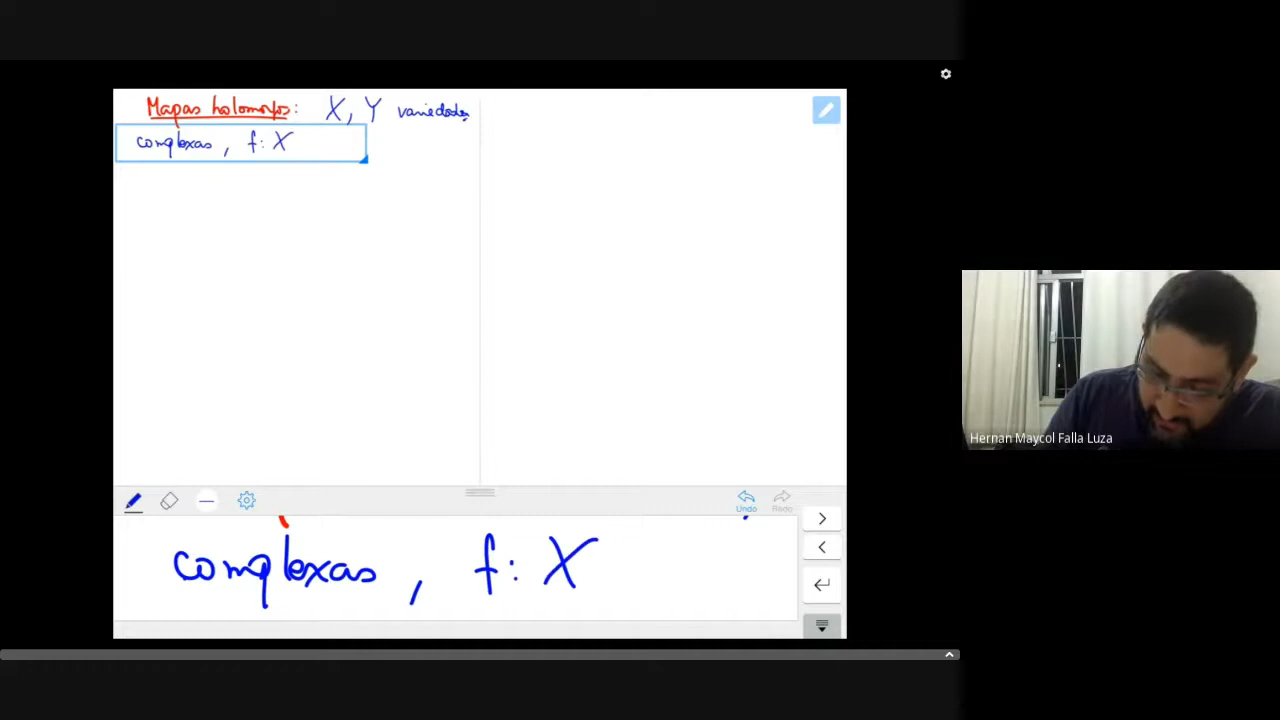 Mapas holomorfos: X, Y variedades
complexas, f: X
Undo
Redo
complexas, f: X
Hernan Maycol Falla Luza